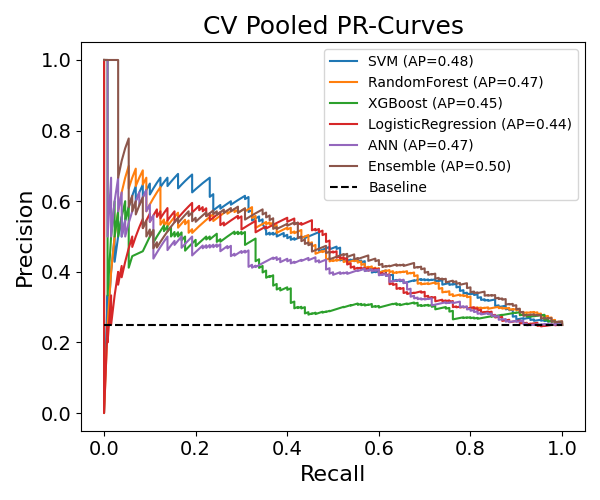 CV Pooled PR-Curves
SVM (AP=0.48)
RandomForest (AP=0.47)
XGBoost (AP=0.45)
LogisticRegression (AP=0.44)
ANN (AP=0.47)
Ensemble (AP=0.50)
Baseline
Precision
1.0
0.8
0.6
0.4
0.2
0.0
0.0 0.2 0.4 0.6 0.8 1.0
Recall